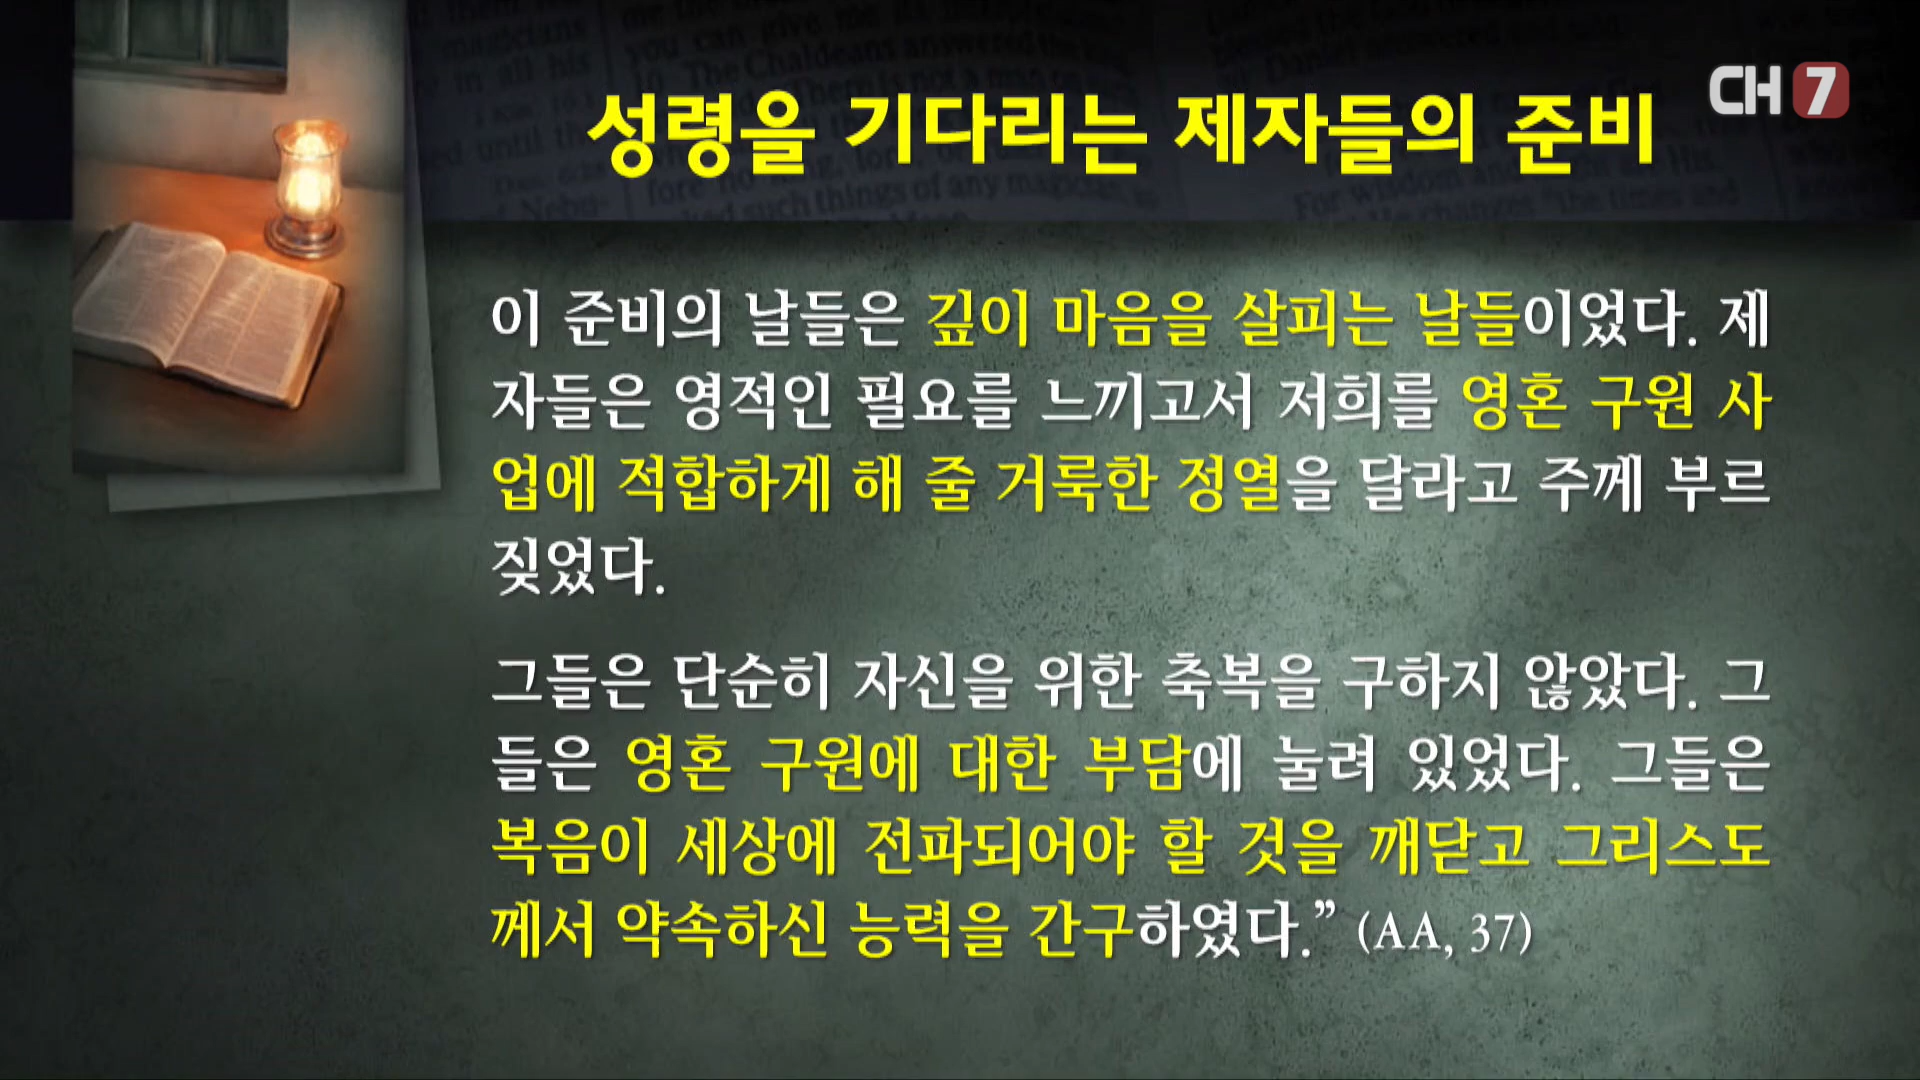 CH 7
성령을 기다리는 제자들의 준비
이 준비의 날들은 깊이 마음을 살피는 날들이었다. 제
자들은 영적인 필요를 느끼고서 저희를 영혼 구원 사
업에 적합하게 해 줄 거룩한 정열을 달라고 주께 부르
짖었다.
그들은 단순히 자신을 위한 축복을 구하지 않았다. 그
들은 영혼 구원에 대한 부담에 눌려 있었다. 그들은
복음이 세상에 전파되어야 할 것을 깨닫고 그리스도
께서 약속하신 능력을 간구하였다.” (AA, 37)